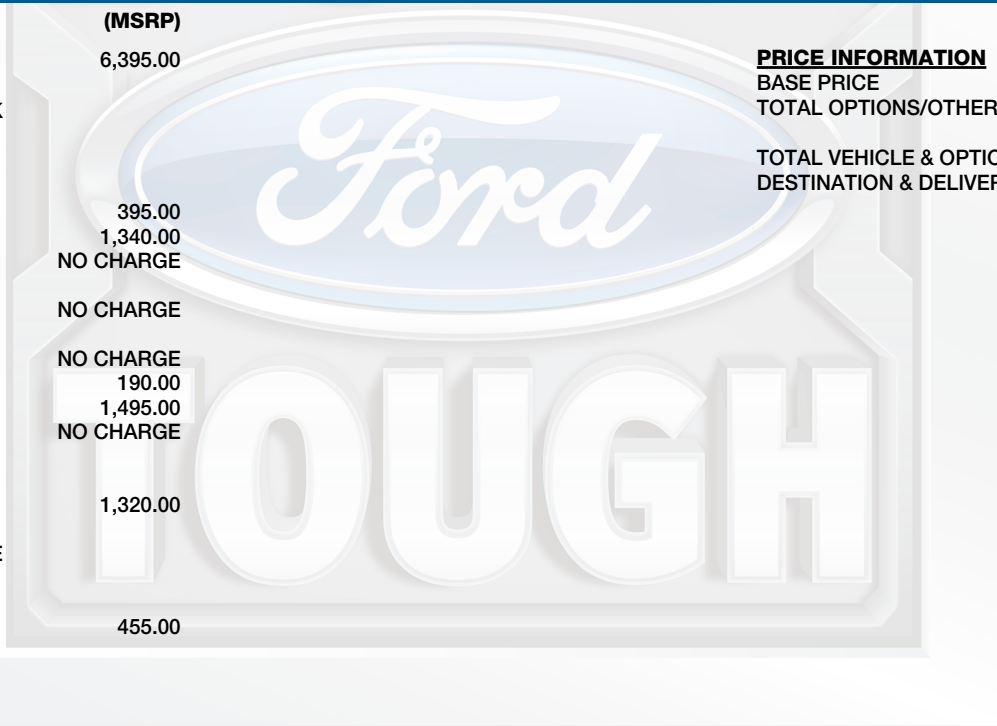 (MSRP)
6,395.00
395.00
1,340.00
NO CHARGE
NO CHARGE
NO CHARGE
190.00
1,495.00
NO CHARGE
1,320.00
455.00
PRICE INFORMATION
BASE PRICE
TOTAL OPTIONS/OTHER
TOTAL VEHICLE & OPTIO
DESTINATION & DELIVER
Ford
TOUGH